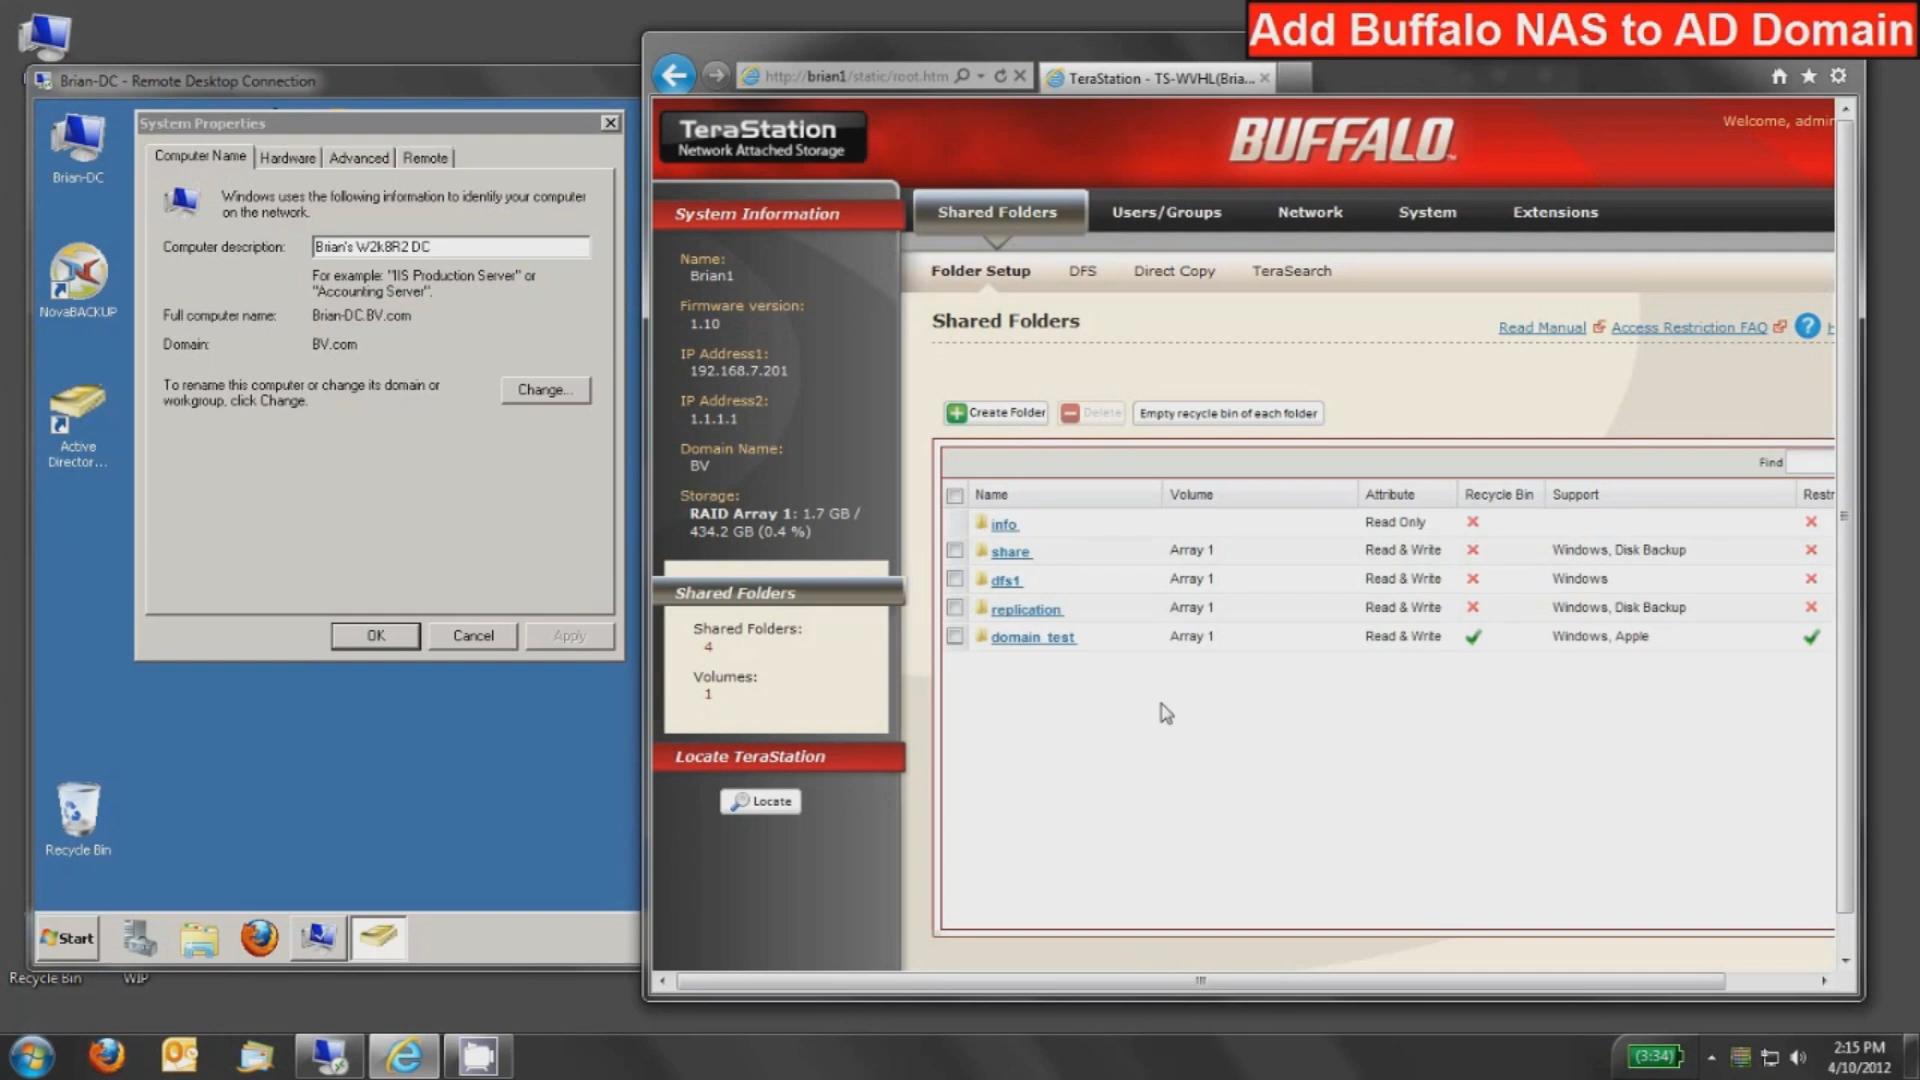 Add Buffalo NAS to AD Domain
Brian-DC - Remote Desktop Connection
Brian-DC
NovaBACKUP
Active
Director...
Recycle Bin
System Properties
Computer Name
Hardware
Advanced
Remote
Windows uses the following information to identify your computer
on the network.
Computer description:
Brian's W2k8R2 DC
For example: "IIS Production Server" or
"Accounting Server".
Full computer name:
Brian-DC.BV.com
Domain:
BV.com
To rename this computer or change its domain or
workgroup, click Change.
Change...
OK
Cancel
Apply
Start
Recycle Bin
WIP
http://brian1/static/root.htm
TeraStation - TS-WVHL(Bria...
TeraStation
Network Attached Storage
BUFFALO
Welcome, admin
System Information
Name:
Brian1
Firmware version:
1.10
IP Address1:
192.168.7.201
IP Address2:
1.1.1.1
Domain Name:
BV
Storage:
RAID Array 1: 1.7 GB /
434.2 GB (0.4 %)
Shared Folders
Shared Folders:
4
Volumes:
1
Locate TeraStation
Locate
Shared Folders
Users/Groups
Network
System
Extensions
Folder Setup
DFS
Direct Copy
TeraSearch
Shared Folders
Read Manual
Access Restriction FAQ
Create Folder
Delete
Empty recycle bin of each folder
Find
Name Volume Attribute Recycle Bin Support Restr
info Read Only
share Array 1 Read & Write Windows, Disk Backup
dfs1 Array 1 Read & Write Windows
replication Array 1 Read & Write Windows, Disk Backup
domain_test Array 1 Read & Write Windows, Apple
(3:34)
2:15 PM
4/10/2012